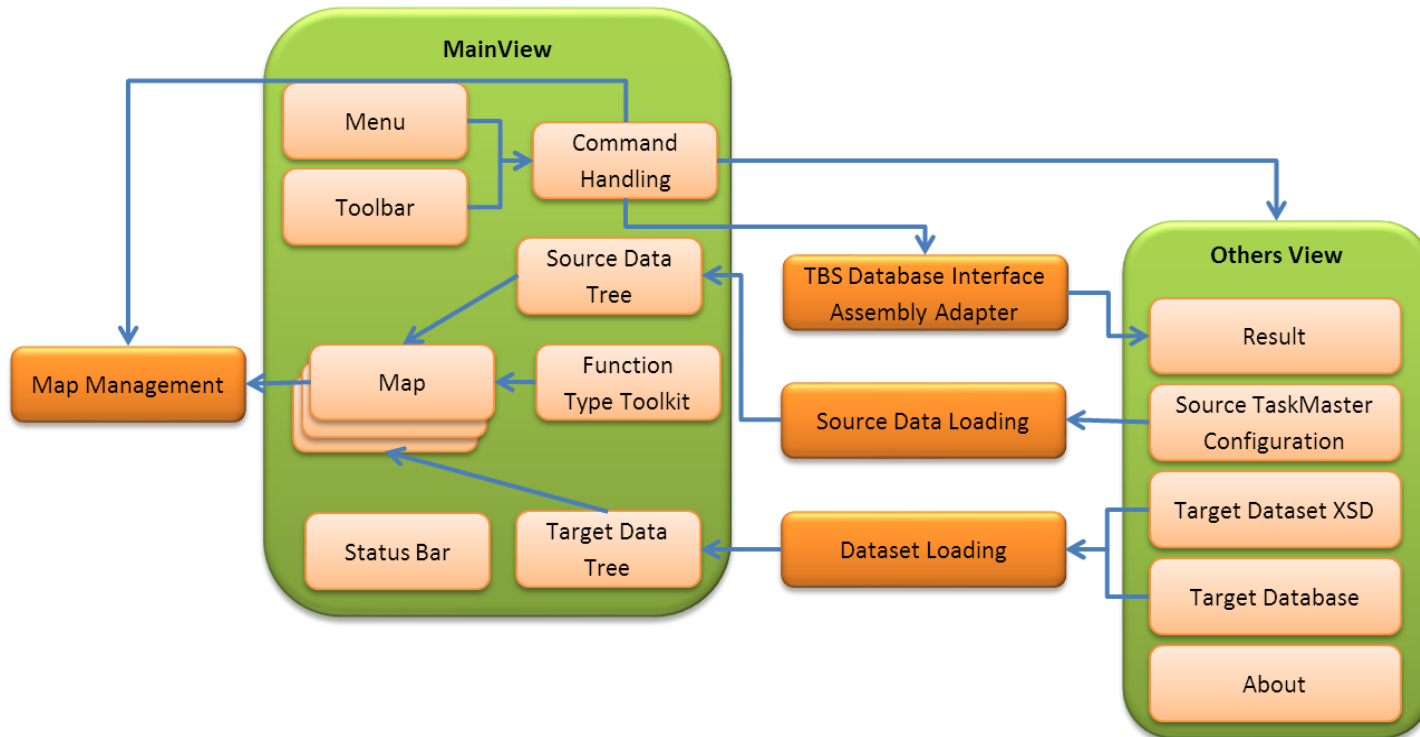 MainView
Menu
Toolbar
Command
Handling
Source Data
Tree
Map
Function
Type Toolkit
Status Bar
Target Data
Tree
Map Management
TBS Database Interface
Assembly Adapter
Source Data Loading
Dataset Loading
Others View
Result
Source TaskMaster
Configuration
Target Dataset XSD
Target Database
About